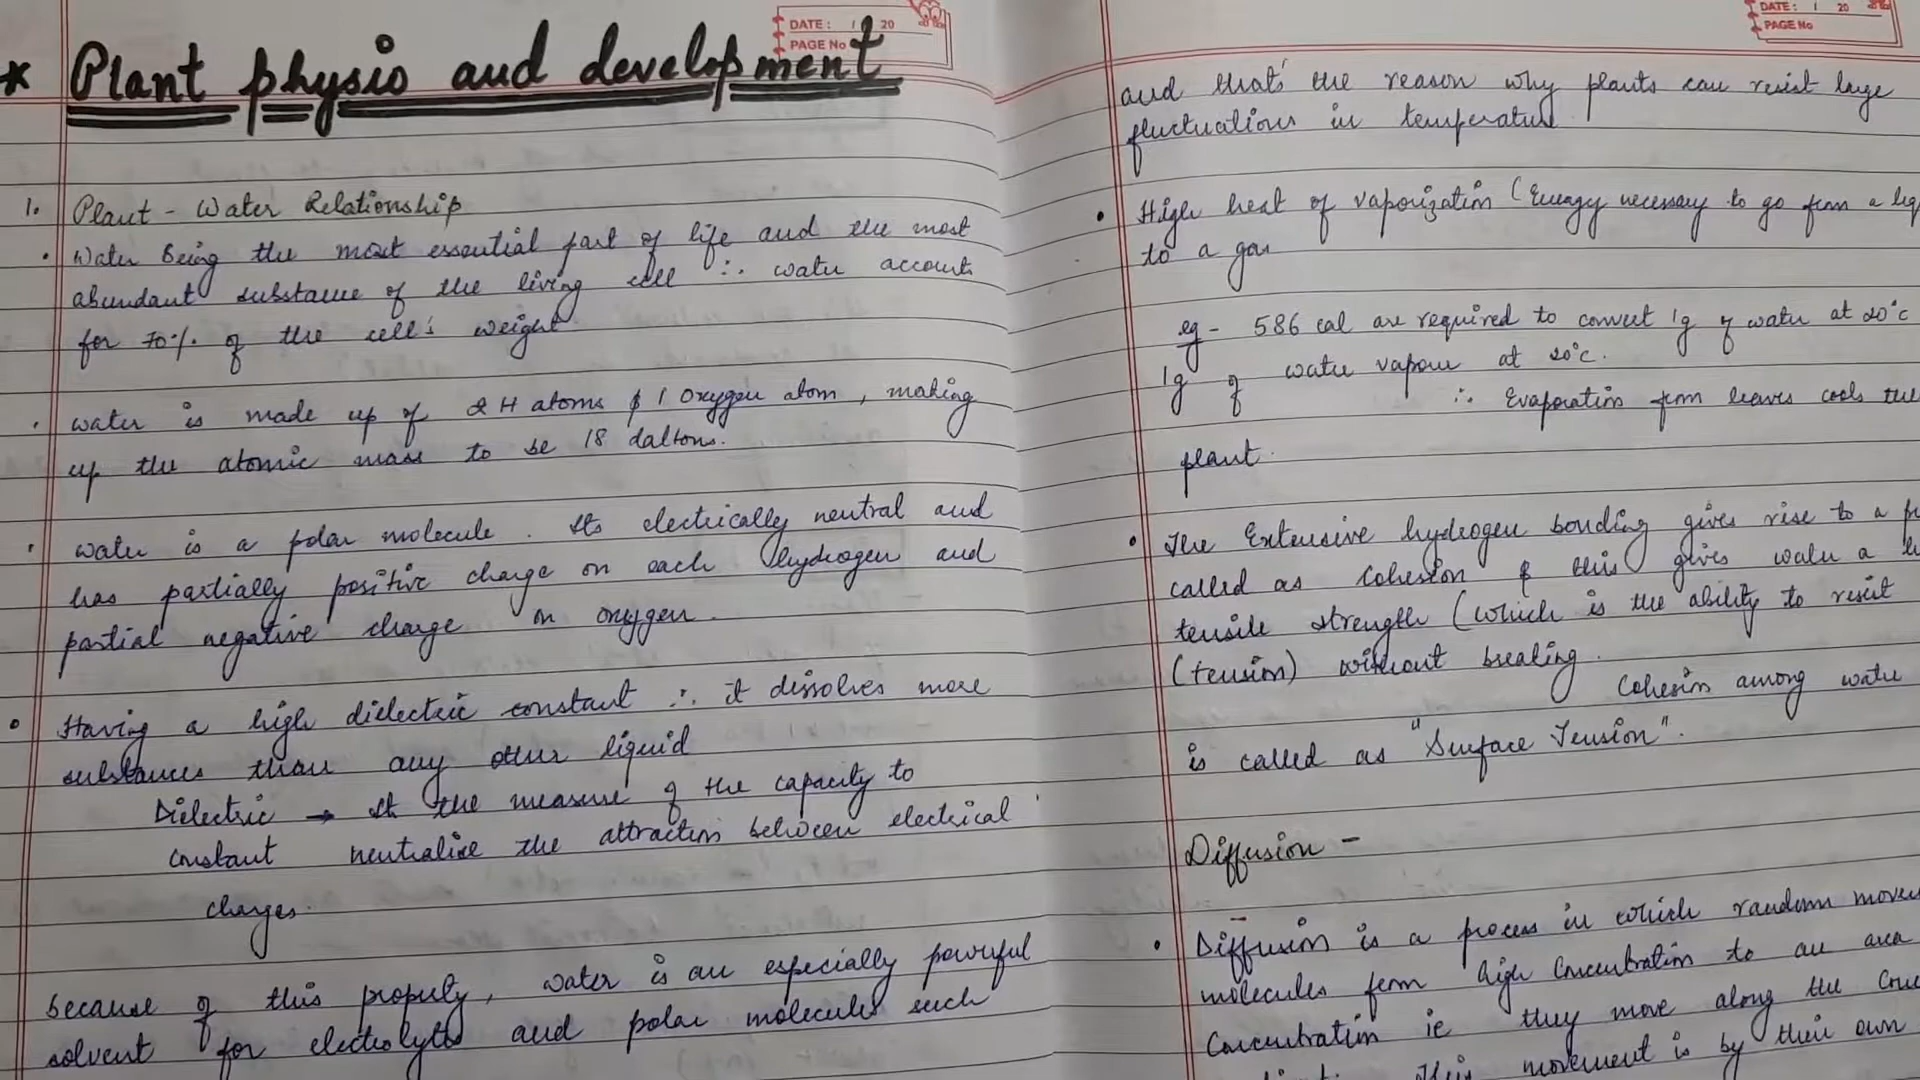 DATE: / 20
PAGE No
* Plant physio and development
1. Plant - Water Relationship
• Water being the most essential part of life and the most
abundant substance of the living cell ∴ water accounts
for 70% of the cell's weight.
• water is made up of 2 H atoms & 1 Oxygen atom, making
up the atomic mass to be 18 daltons.
• water is a polar molecule. Its electrically neutral and
has partially positive charge on each hydrogen and
partial negative charge on oxygen.
• Having a high dielectric constant ∴ it dissolves more
substances than any other liquid
Dielectric → It the measure of the capacity to
constant neutralise the attraction between electrical
charges.
because of this property, water is an especially powerful
solvent for electrolytes and polar molecules such
DATE: / 20
PAGE No
and that's the reason why plants can resist large
fluctuations in temperature.
• High heat of vaporization (Energy necessary to go from a liq
to a gas
eg - 586 cal are required to convert 1g of water at 20°c
1g of water vapour at 20°c.
∴ Evaporation from leaves cools the
plant.
• The Extensive hydrogen bonding gives rise to a
called as Cohesion & this gives water a
tensile strength (which is the ability to resist
(tension) without breaking.
Cohesion among water
is called as "Surface Tension".
Diffusion -
• Diffusion is a process in which random movem
molecules from high Concentration to an area
Concentration ie they move along the Conc
This movement is by their own